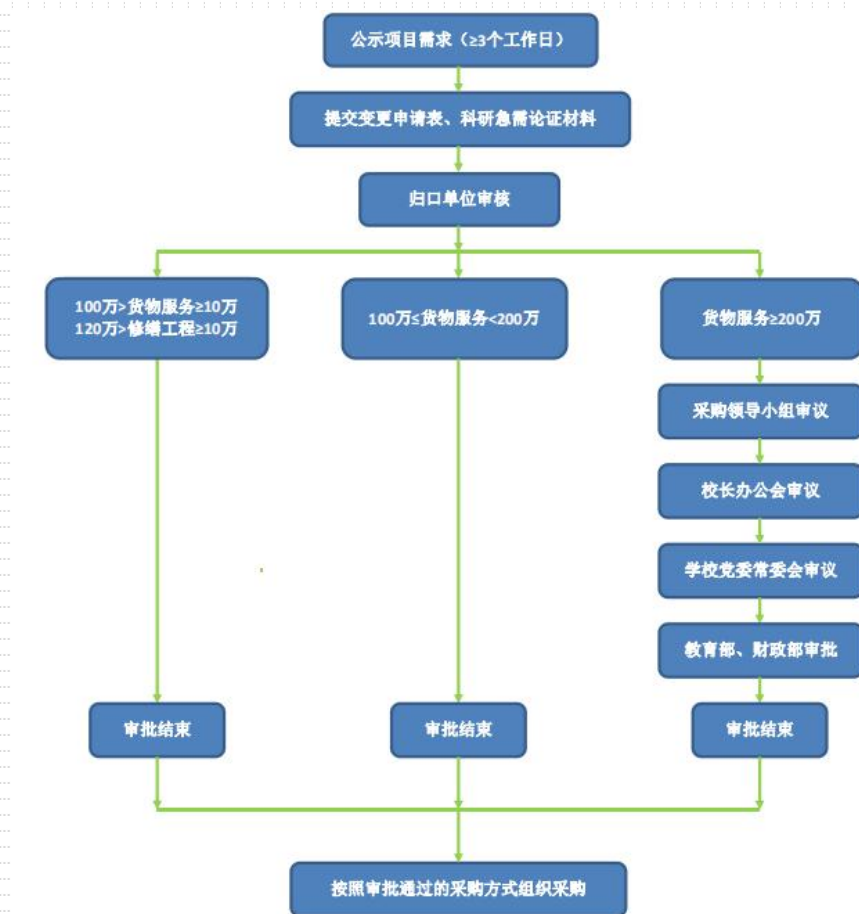 公示项目需求（≥3个工作日）
提交变更申请表、科研急需论证材料
归口单位审核
100万>货物服务≥10万
120万>修缮工程≥10万
100万≤货物服务<200万
货物服务≥200万
采购领导小组审议
校长办公会审议
学校党委常委会审议
教育部、财政部审批
审批结束
审批结束
审批结束
按照审批通过的采购方式组织采购